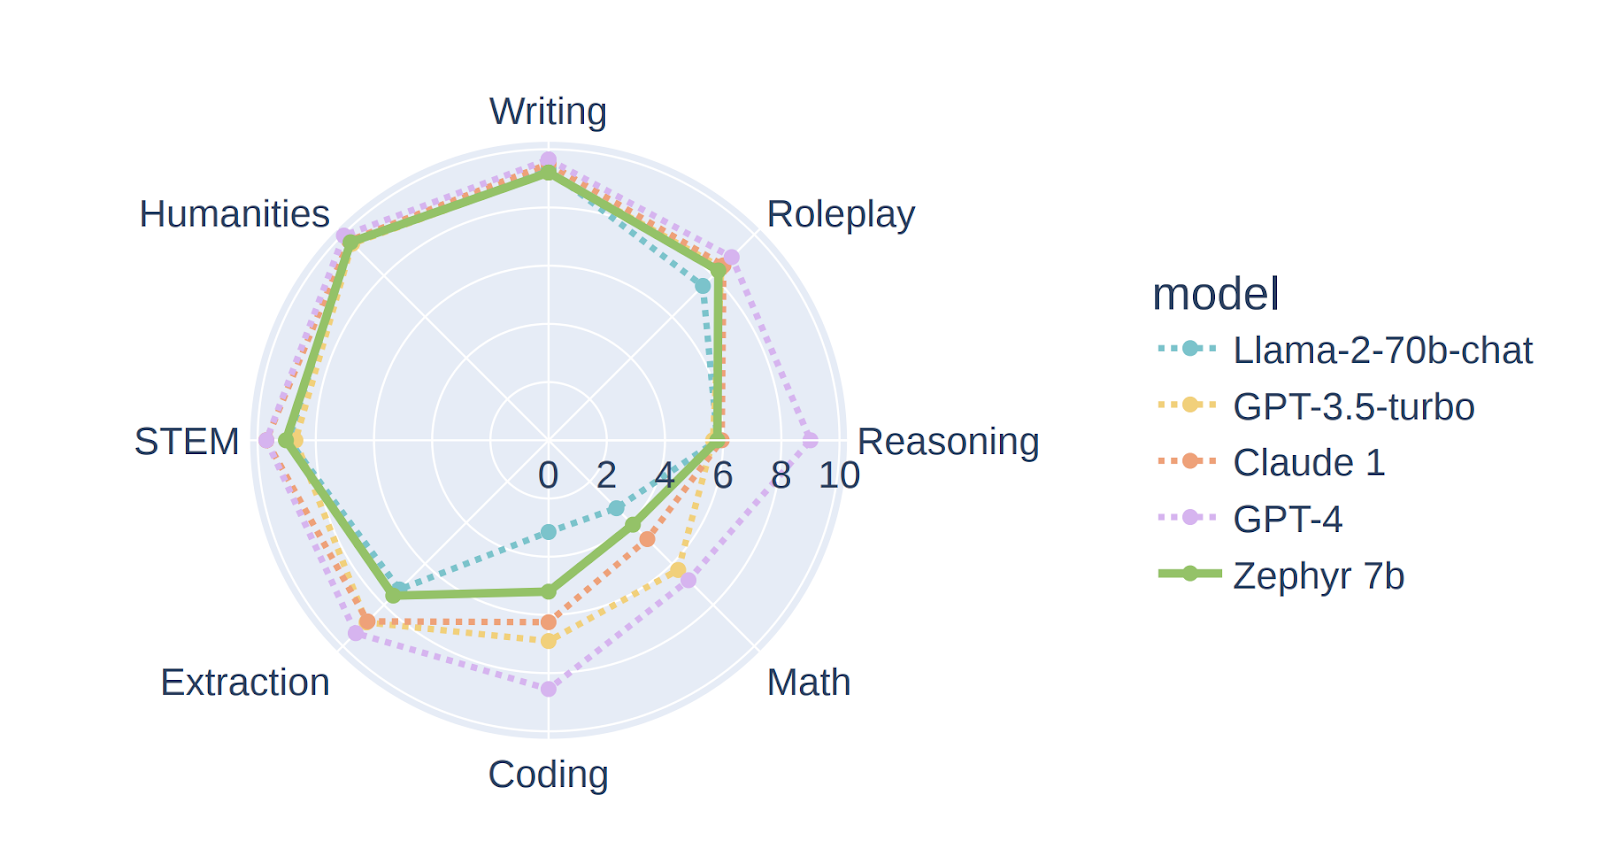 Writing
Humanities
Roleplay
STEM
Reasoning
0 2 4 6 8 10
Extraction
Math
Coding
model
Llama-2-70b-chat
GPT-3.5-turbo
Claude 1
GPT-4
Zephyr 7b